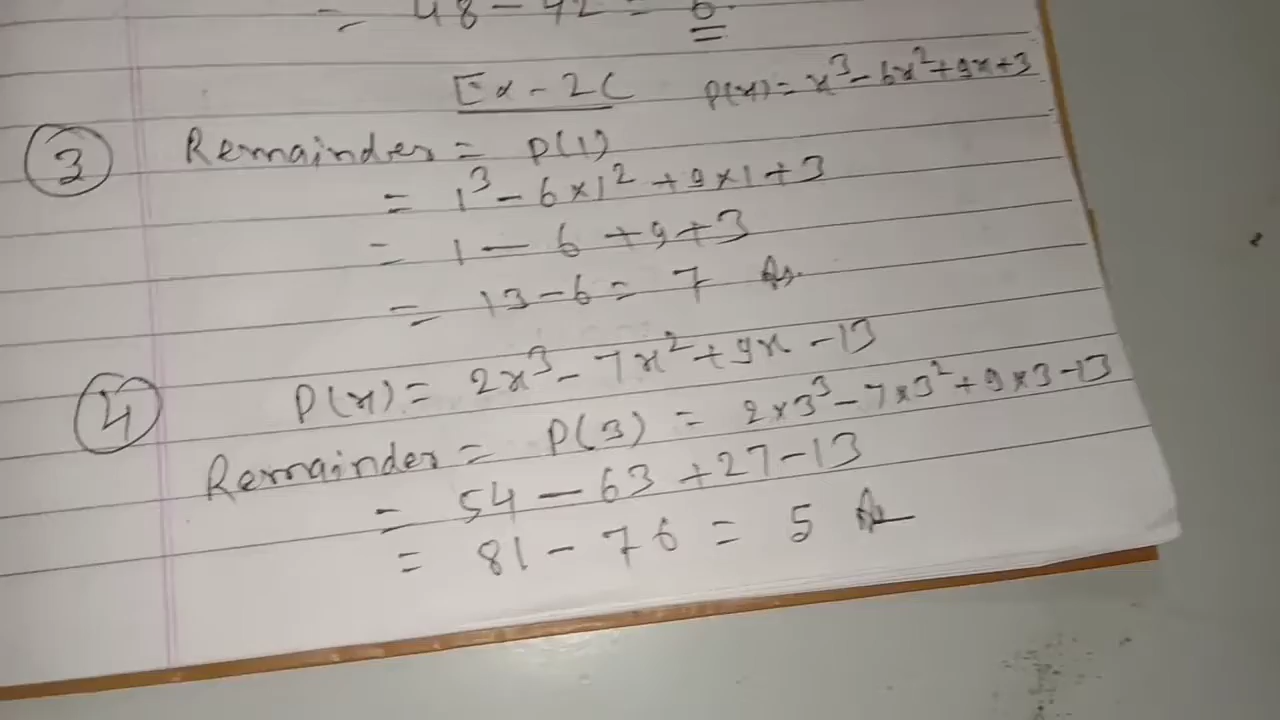 = 48 - 42 = 6
Ex - 2C P(x) = x³ - 6x² + 9x + 3
3 Remainder = P(1)
= 1³ - 6×1² + 9×1 + 3
= 1 - 6 + 9 + 3
= 13 - 6 = 7 As.
4 P(x) = 2x³ - 7x² + 9x - 13
Remainder = P(3) = 2×3³ - 7×3² + 9×3 - 13
= 54 - 63 + 27 - 13
= 81 - 76 = 5